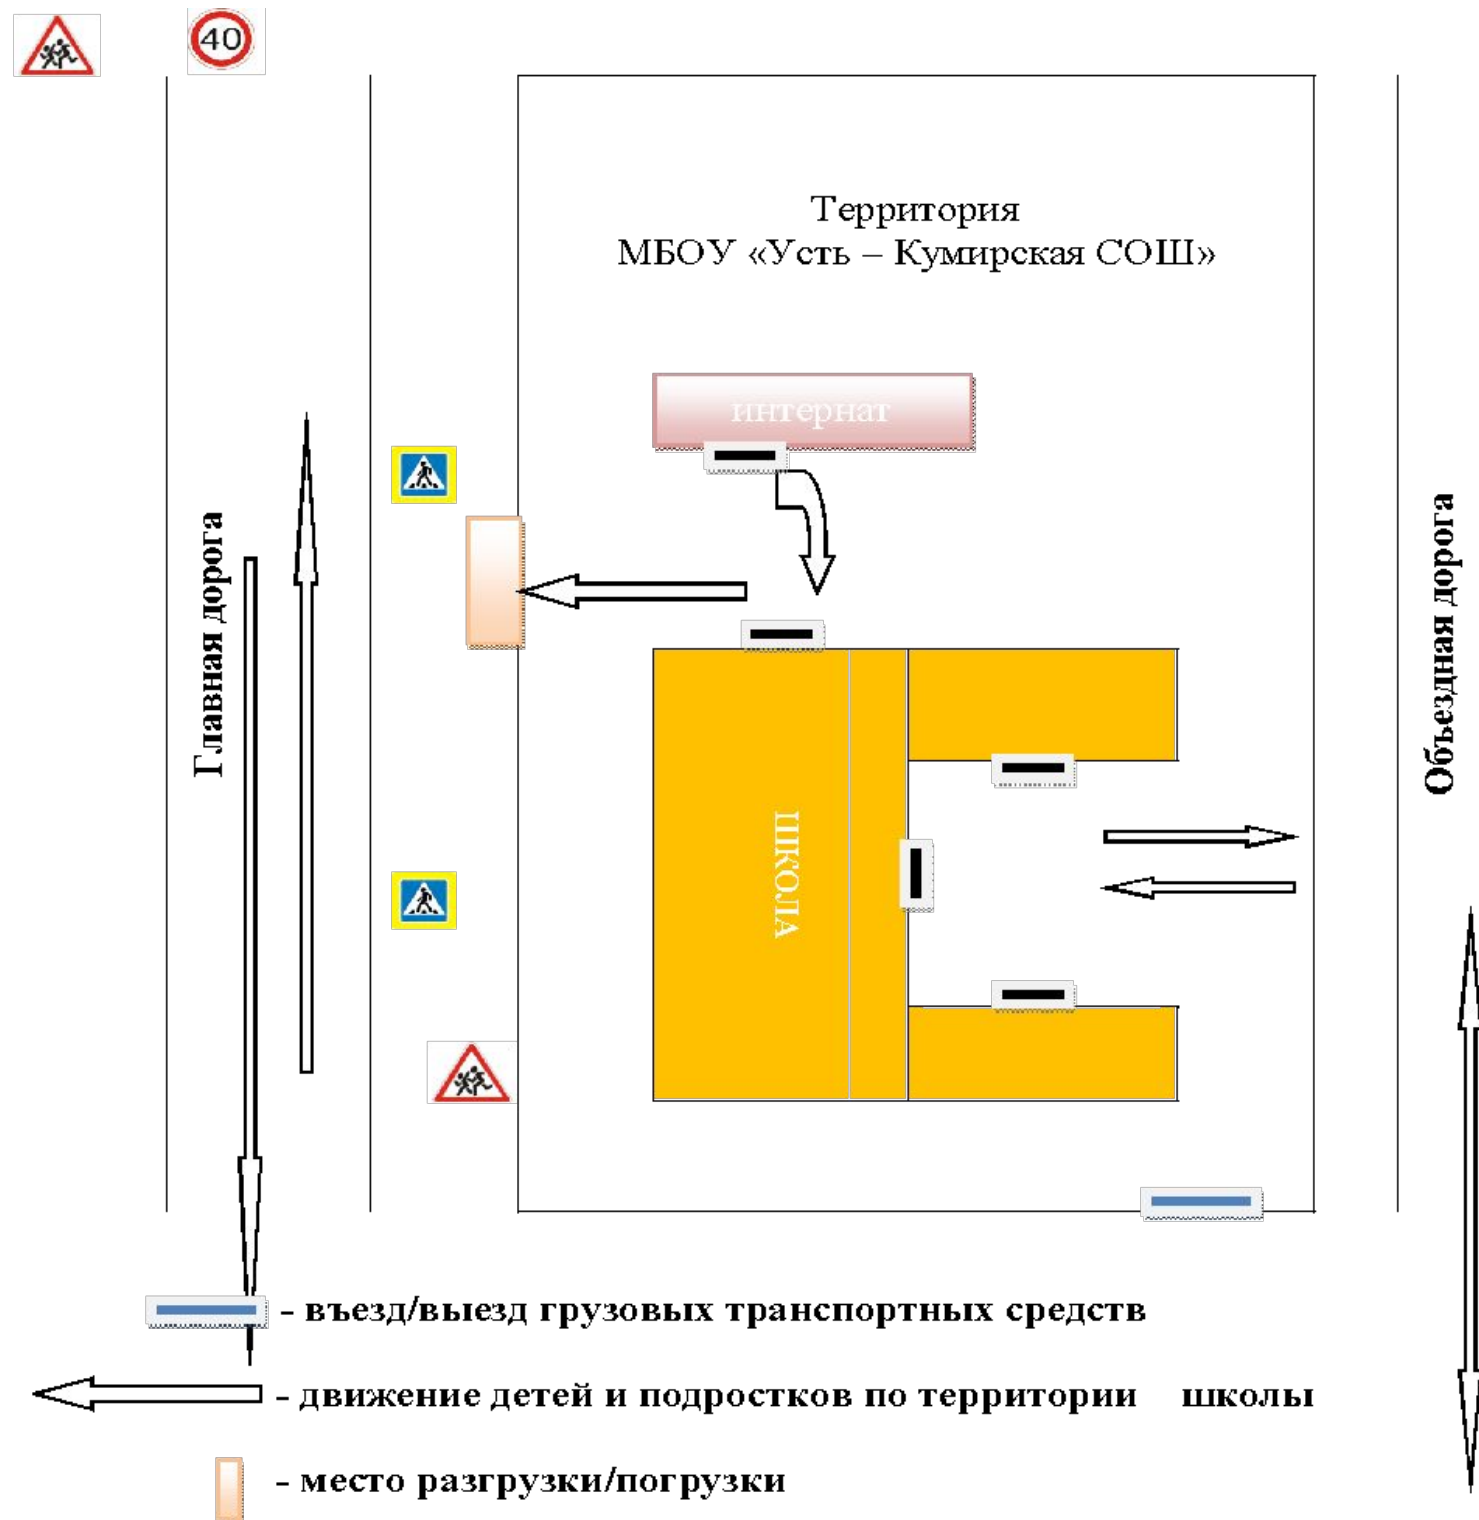 40
Территория
МБОУ «Усть – Кумирская СОШ»
интернат
Главная дорога
ШКОЛА
Объездная дорога
- въезд/выезд грузовых транспортных средств
- движение детей и подростков по территории школы
- место разгрузки/погрузки